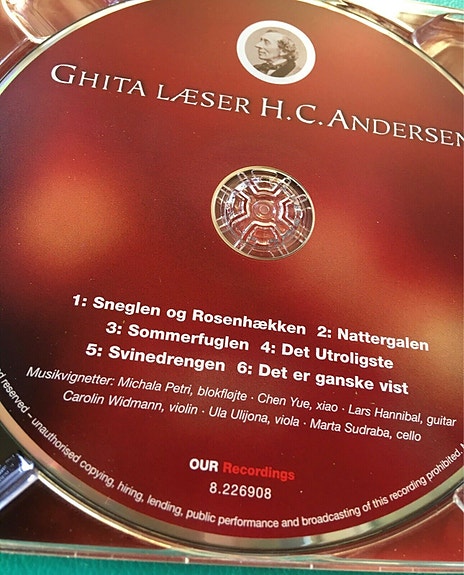 GHITA LÆSER H.C. ANDERSEN
1: Sneglen og Rosenhækken 2: Nattergalen
3: Sommerfuglen 4: Det Utroligste
5: Svinedrengen 6: Det er ganske vist
Musikvignetter: Michala Petri, blokfløjte · Chen Yue, xiao · Lars Hannibal, guitar
Carolin Widmann, violin · Ula Ulijona, viola · Marta Sudraba, cello
OUR Recordings
8.226908
reserved – unauthorised copying, hiring, lending, public performance and broadcasting of this recording prohibited.